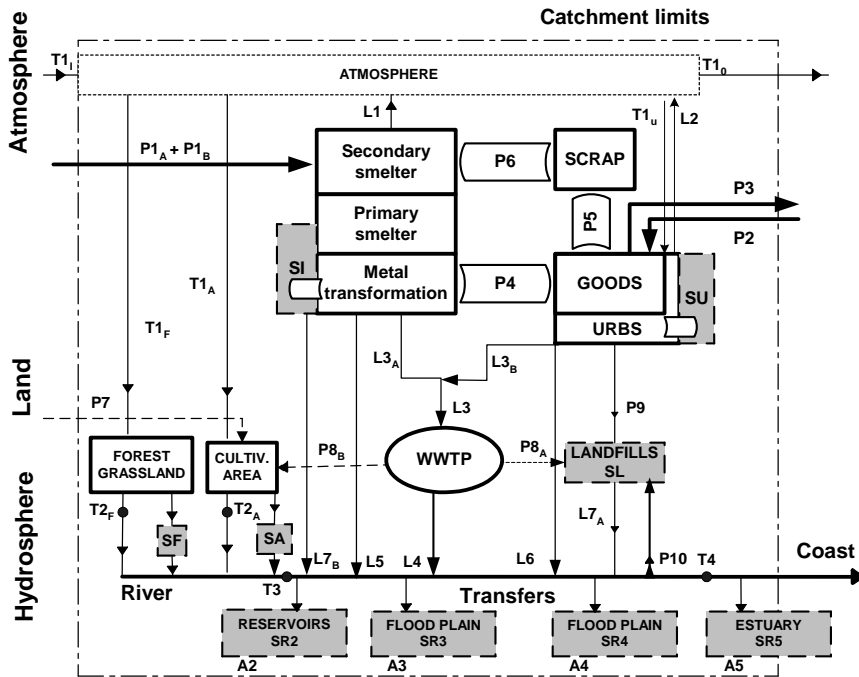 Catchment limits
Atmosphere
T1I
ATMOSPHERE
T10
L1
T1u
L2
P1A + P1B
Secondary smelter
P6
SCRAP
P3
P5
P2
Primary smelter
SI
Metal transformation
P4
GOODS
SU
URBS
T1A
T1F
L3A
L3B
Land
P7
L3
P9
FOREST GRASSLAND
CULTIV. AREA
P8B
WWTP
P8A
LANDFILLS SL
Hydrosphere
T2F
T2A
SF
SA
L7A
L7B
L5
L4
L6
P10
T4
Coast
T3
River
Transfers
RESERVOIRS SR2
FLOOD PLAIN SR3
FLOOD PLAIN SR4
ESTUARY SR5
A2
A3
A4
A5